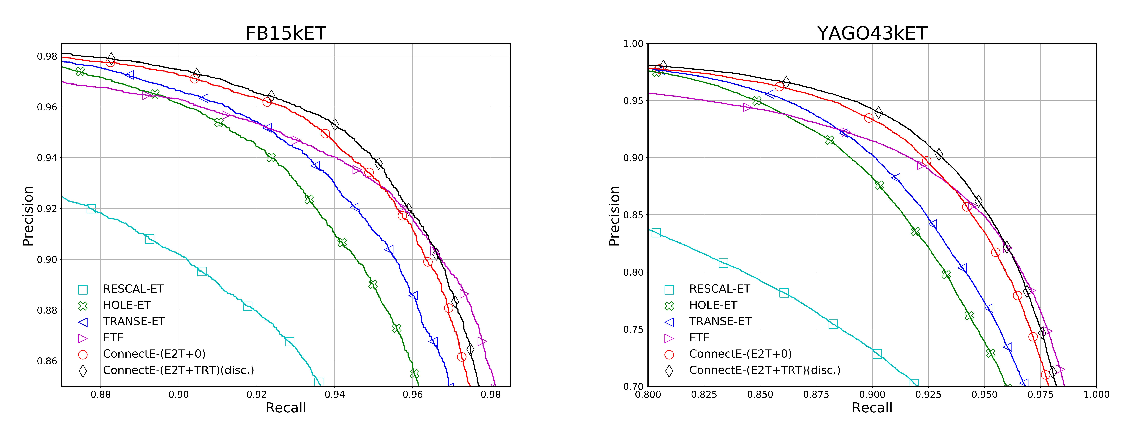 FB15kET
Precision
0.98
0.96
0.94
0.92
0.90
0.88
0.86
RESCAL-ET
HOLE-ET
TRANSE-ET
ETE
ConnectE-(E2T+0)
ConnectE-(E2T+TRT)(disc.)
0.88
0.90
0.92
0.94
0.96
0.98
Recall
YAGO43kET
Precision
1.00
0.95
0.90
0.85
0.80
0.75
0.70
RESCAL-ET
HOLE-ET
TRANSE-ET
ETE
ConnectE-(E2T+0)
ConnectE-(E2T+TRT)(disc.)
0.800
0.825
0.850
0.875
0.900
0.925
0.950
0.975
1.000
Recall